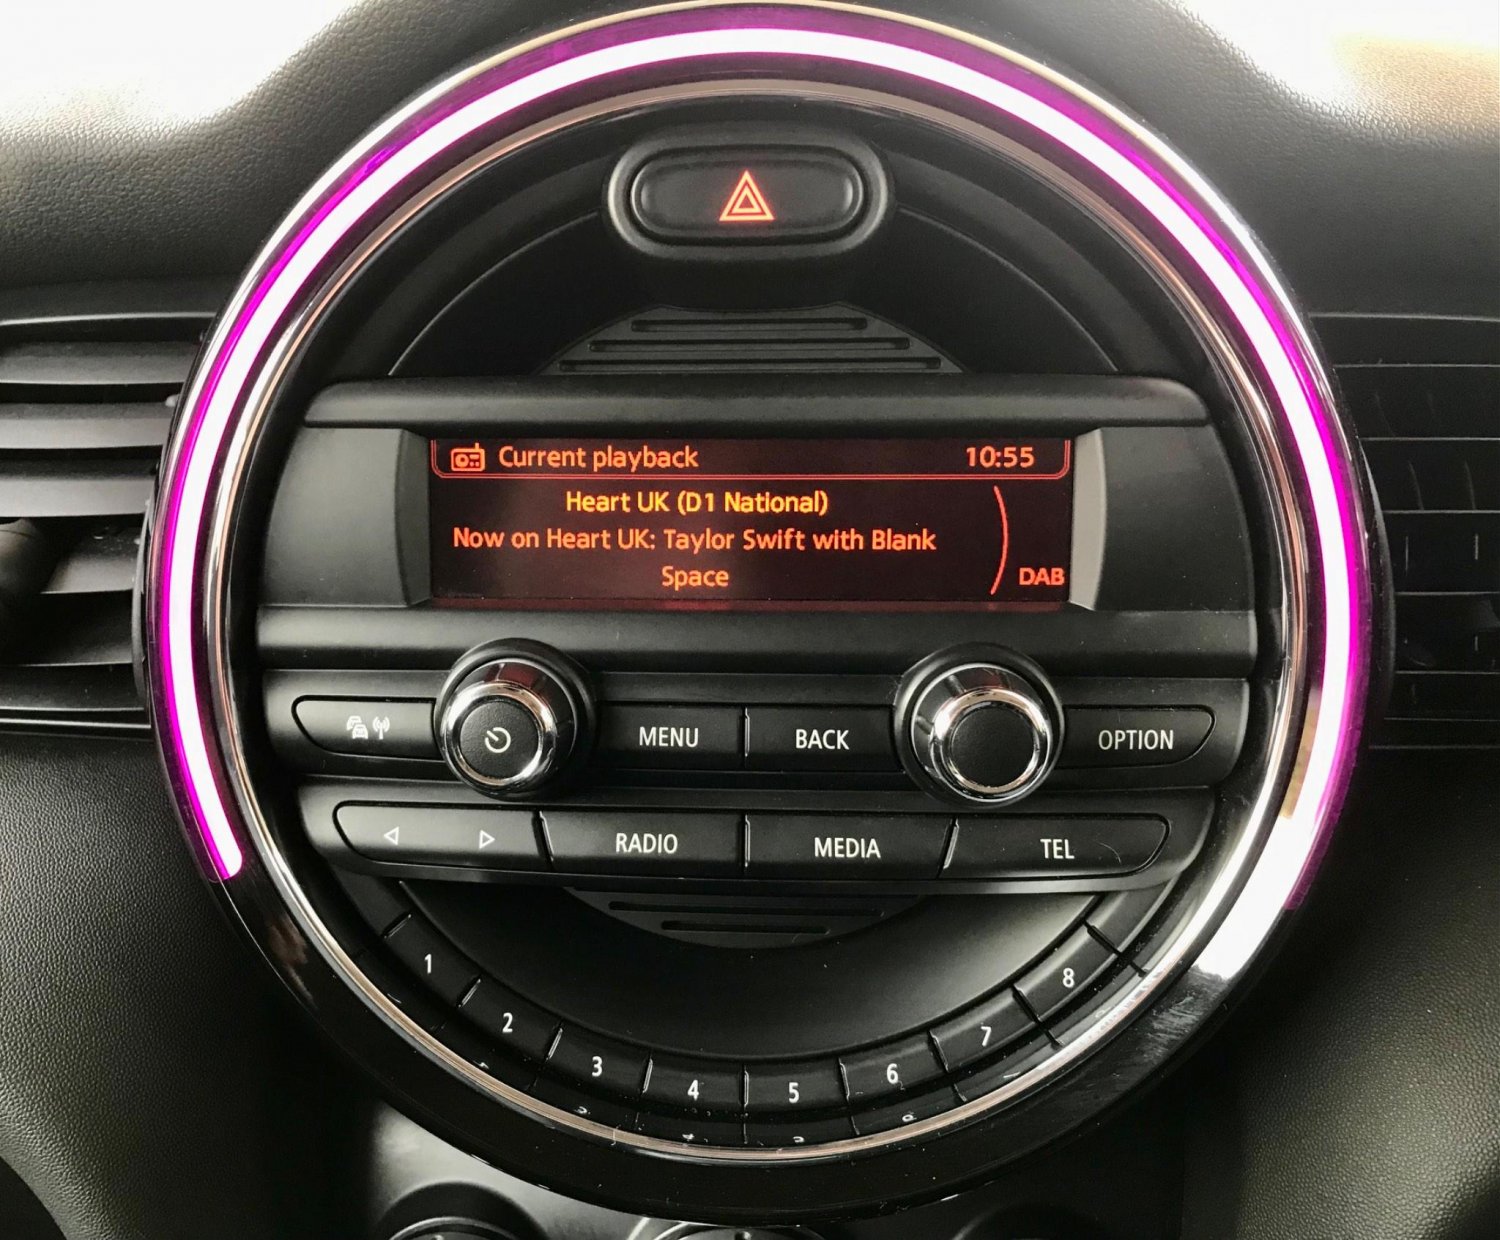 Current playback 10:55
Heart UK (D1 National)
Now on Heart UK: Taylor Swift with Blank
Space
DAB
MENU BACK OPTION
RADIO MEDIA TEL
1 2 3 4 5 6 7 8